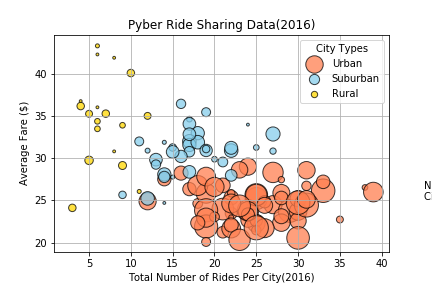 Pyber Ride Sharing Data(2016)
City Types
Urban
Suburban
Rural
Average Fare ($)
40
35
30
25
20
5 10 15 20 25 30 35 40
Total Number of Rides Per City(2016)